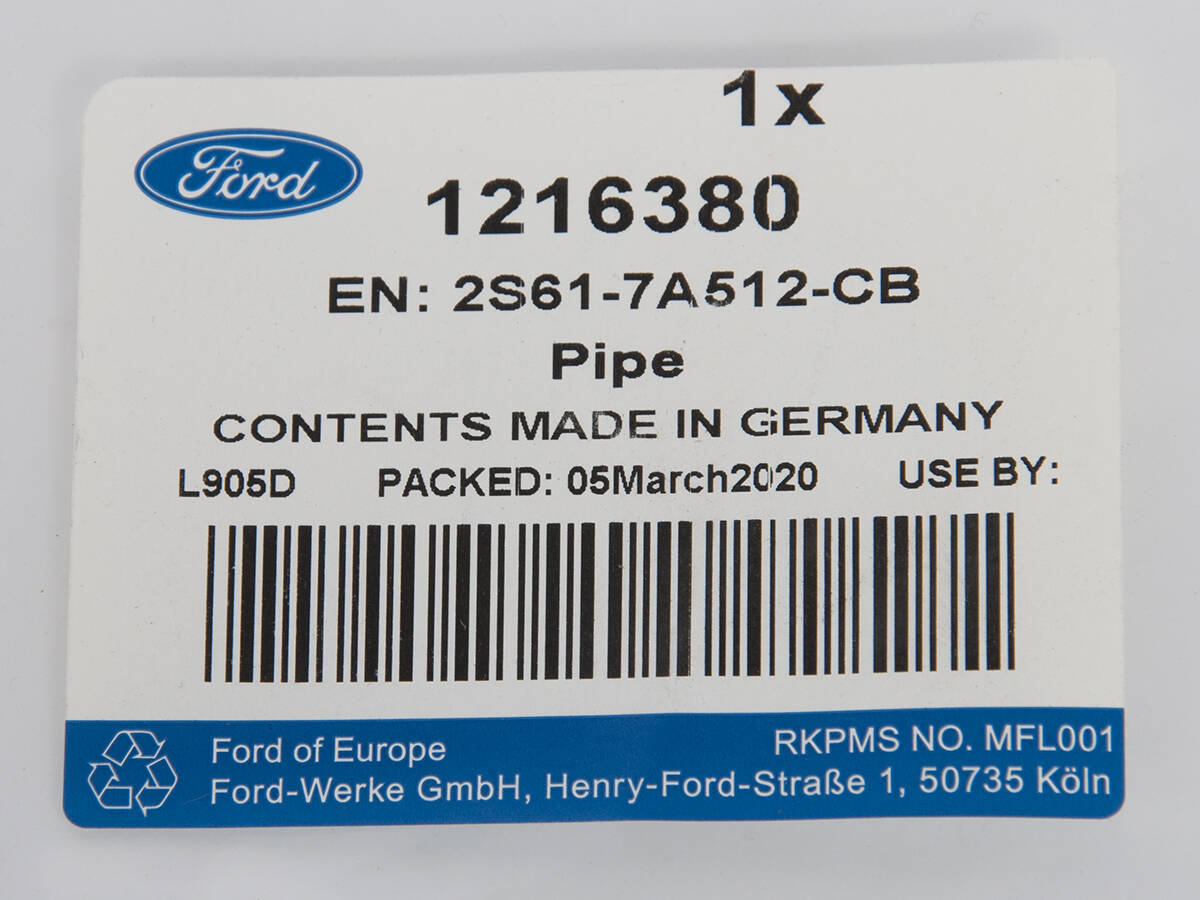 1x
Ford
1216380
EN: 2S61-7A512-CB
Pipe
CONTENTS MADE IN GERMANY
L905D PACKED: 05March2020 USE BY:
Ford of Europe RKPMS NO. MFL001
Ford-Werke GmbH, Henry-Ford-Straße 1, 50735 Köln